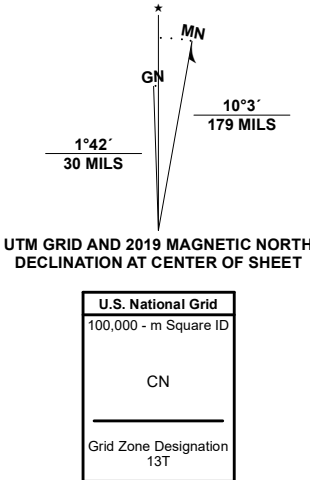 ★
MN
GN
10°3´
179 MILS
1°42´
30 MILS
UTM GRID AND 2019 MAGNETIC NORTH
DECLINATION AT CENTER OF SHEET
U.S. National Grid
100,000 - m Square ID
CN
Grid Zone Designation
13T